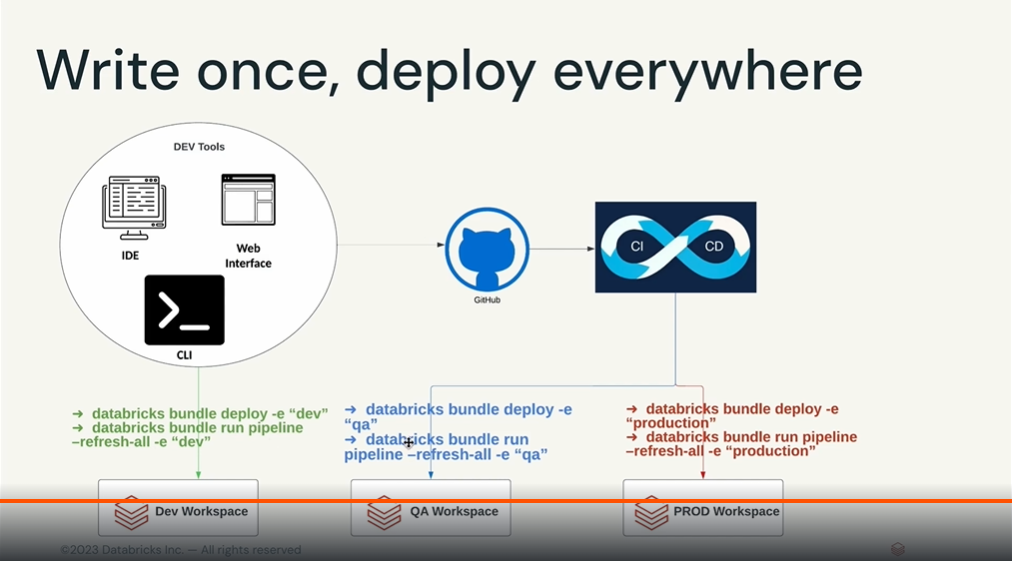 Write once, deploy everywhere
DEV Tools
IDE
Web
Interface
CLI
GitHub
CI
CD
➔ databricks bundle deploy -e “dev”
➔ databricks bundle run pipeline
–refresh-all -e “dev”
➔ databricks bundle deploy -e
“qa”
➔ databricks bundle run
pipeline –refresh-all -e “qa”
➔ databricks bundle deploy -e
“production”
➔ databricks bundle run pipeline
–refresh-all -e “production”
Dev Workspace
QA Workspace
PROD Workspace
©2023 Databricks Inc. — All rights reserved